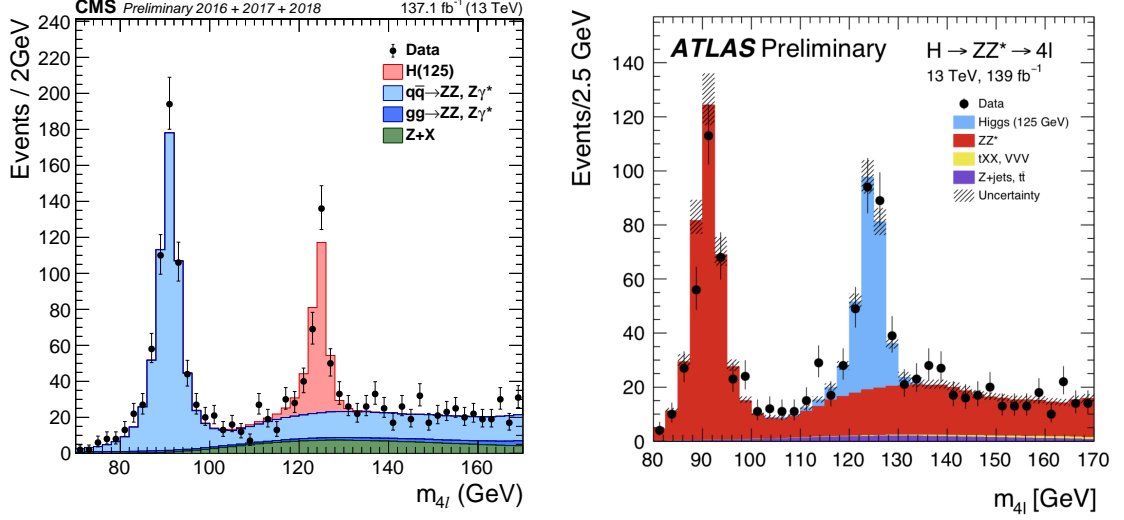 CMS Preliminary 2016 + 2017 + 2018 137.1 fb⁻¹ (13 TeV)
Events / 2GeV
240
220
200
180
160
140
120
100
80
60
40
20
0
Data
H(125)
qq̅→ZZ, Zγ*
gg→ZZ, Zγ*
Z+X
80 100 120 140 160
m4l (GeV)
Events/2.5 GeV
140
120
100
80
60
40
20
0
ATLAS Preliminary
H → ZZ* → 4l
13 TeV, 139 fb⁻¹
Data
Higgs (125 GeV)
ZZ*
tXX, VVV
Z+jets, tt̅
Uncertainty
80 90 100 110 120 130 140 150 160 170
m4l [GeV]